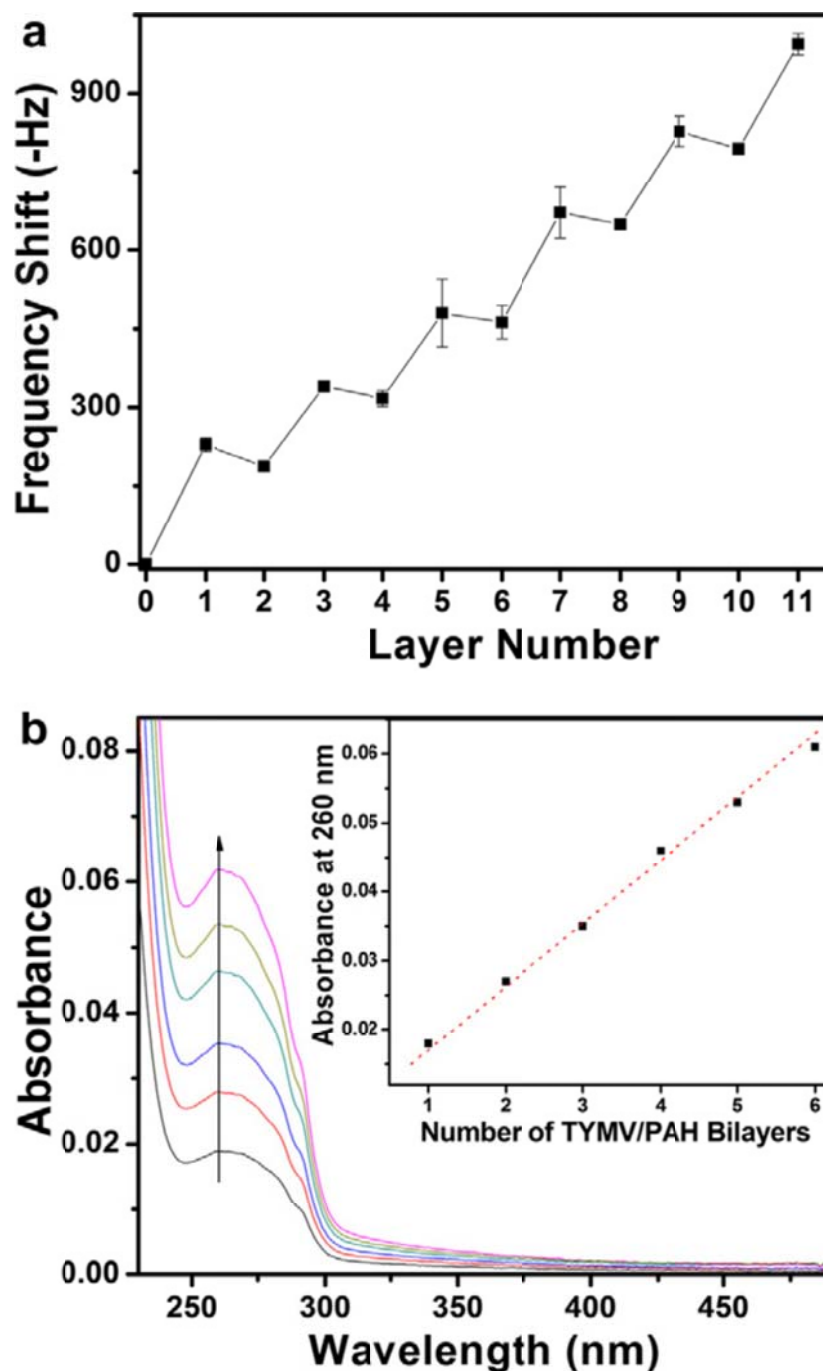 a
Frequency Shift (-Hz)
900
600
300
0
0 1 2 3 4 5 6 7 8 9 10 11
Layer Number
b
Absorbance
0.08
0.06
0.04
0.02
0.00
250 300 350 400 450
Wavelength (nm)
Absorbance at 260 nm
0.06
0.05
0.04
0.03
0.02
1 2 3 4 5 6
Number of TYMV/PAH Bilayers